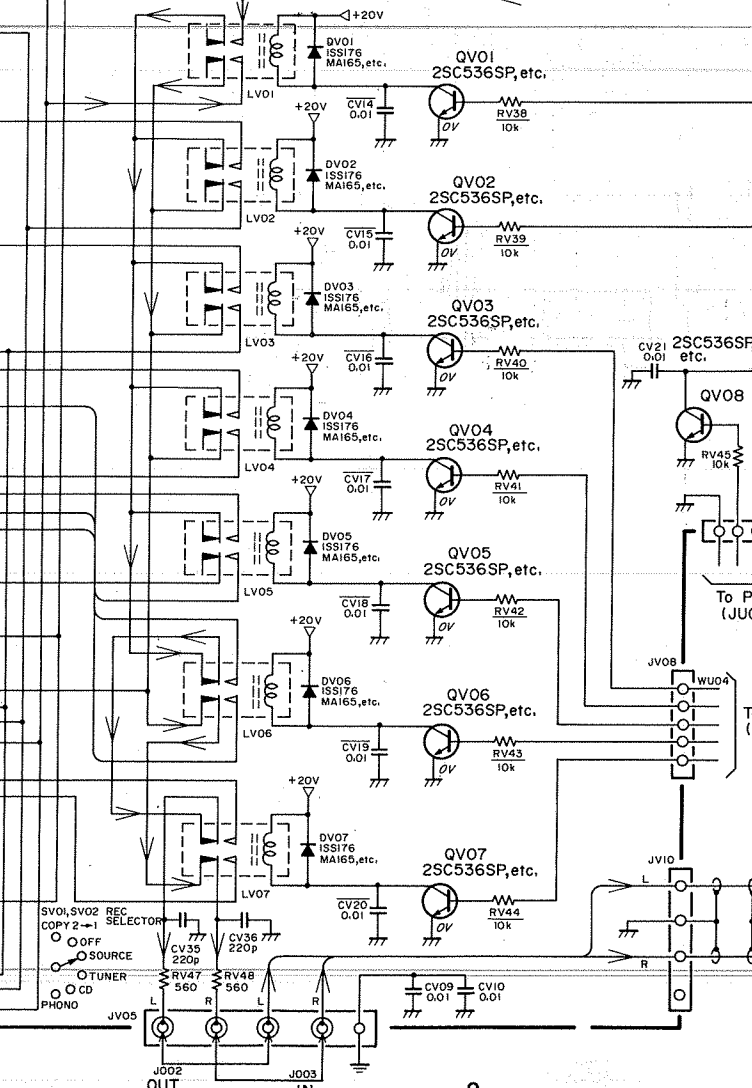 +20V
QV01
1SS176
MA165,etc.
LV01
QV01
2SC536SP,etc.
CV14
0.01
0V
RV38
10k
+20V
DV02
1SS176
MA165,etc.
LV02
QV02
2SC536SP,etc.
CV15
0.01
0V
RV39
10k
+20V
DV03
1SS176
MA165,etc.
LV03
QV03
2SC536SP,etc.
CV16
0.01
0V
RV40
10k
CV21
0.01
2SC536SP
etc.
QV08
RV45
10k
+20V
DV04
1SS176
MA165,etc.
LV04
QV04
2SC536SP,etc.
CV17
0.01
0V
RV41
10k
+20V
DV05
1SS176
MA165,etc.
LV05
QV05
2SC536SP,etc.
CV18
0.01
0V
RV42
10k
To P
(JU0
+20V
DV06
1SS176
MA165,etc.
LV06
QV06
2SC536SP,etc.
CV19
0.01
0V
RV43
10k
JV08
WU04
T
(
+20V
DV07
1SS176
MA165,etc.
LV07
QV07
2SC536SP,etc.
CV20
0.01
0V
RV44
10k
JV10
L
R
SV01,SV02 REC
SELECTOR
COPY 2→1
OFF
SOURCE
TUNER
CD
PHONO
CV35
220p
CV36
220p
RV47
560
RV48
560
L
R
L
R
CV09
0.01
CV10
0.01
JV05
J002
OUT
J003
IN